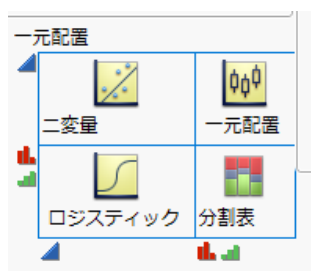 一元配置
二変量
一元配置
ロジスティック
分割表